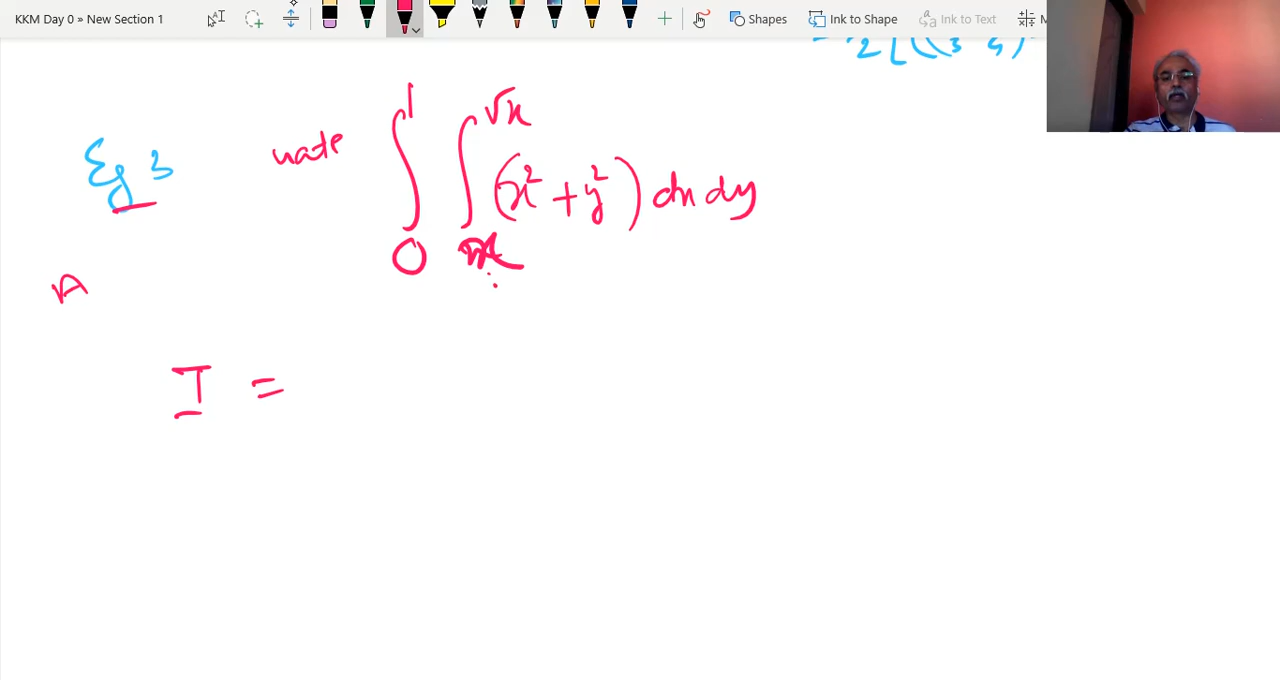 KKM Day 0 » New Section 1
Shapes
Ink to Shape
Ink to Text
M
Eg 3 uate ∫₀¹ ∫ₓ^√x (x² + y²) dx dy
A
I =